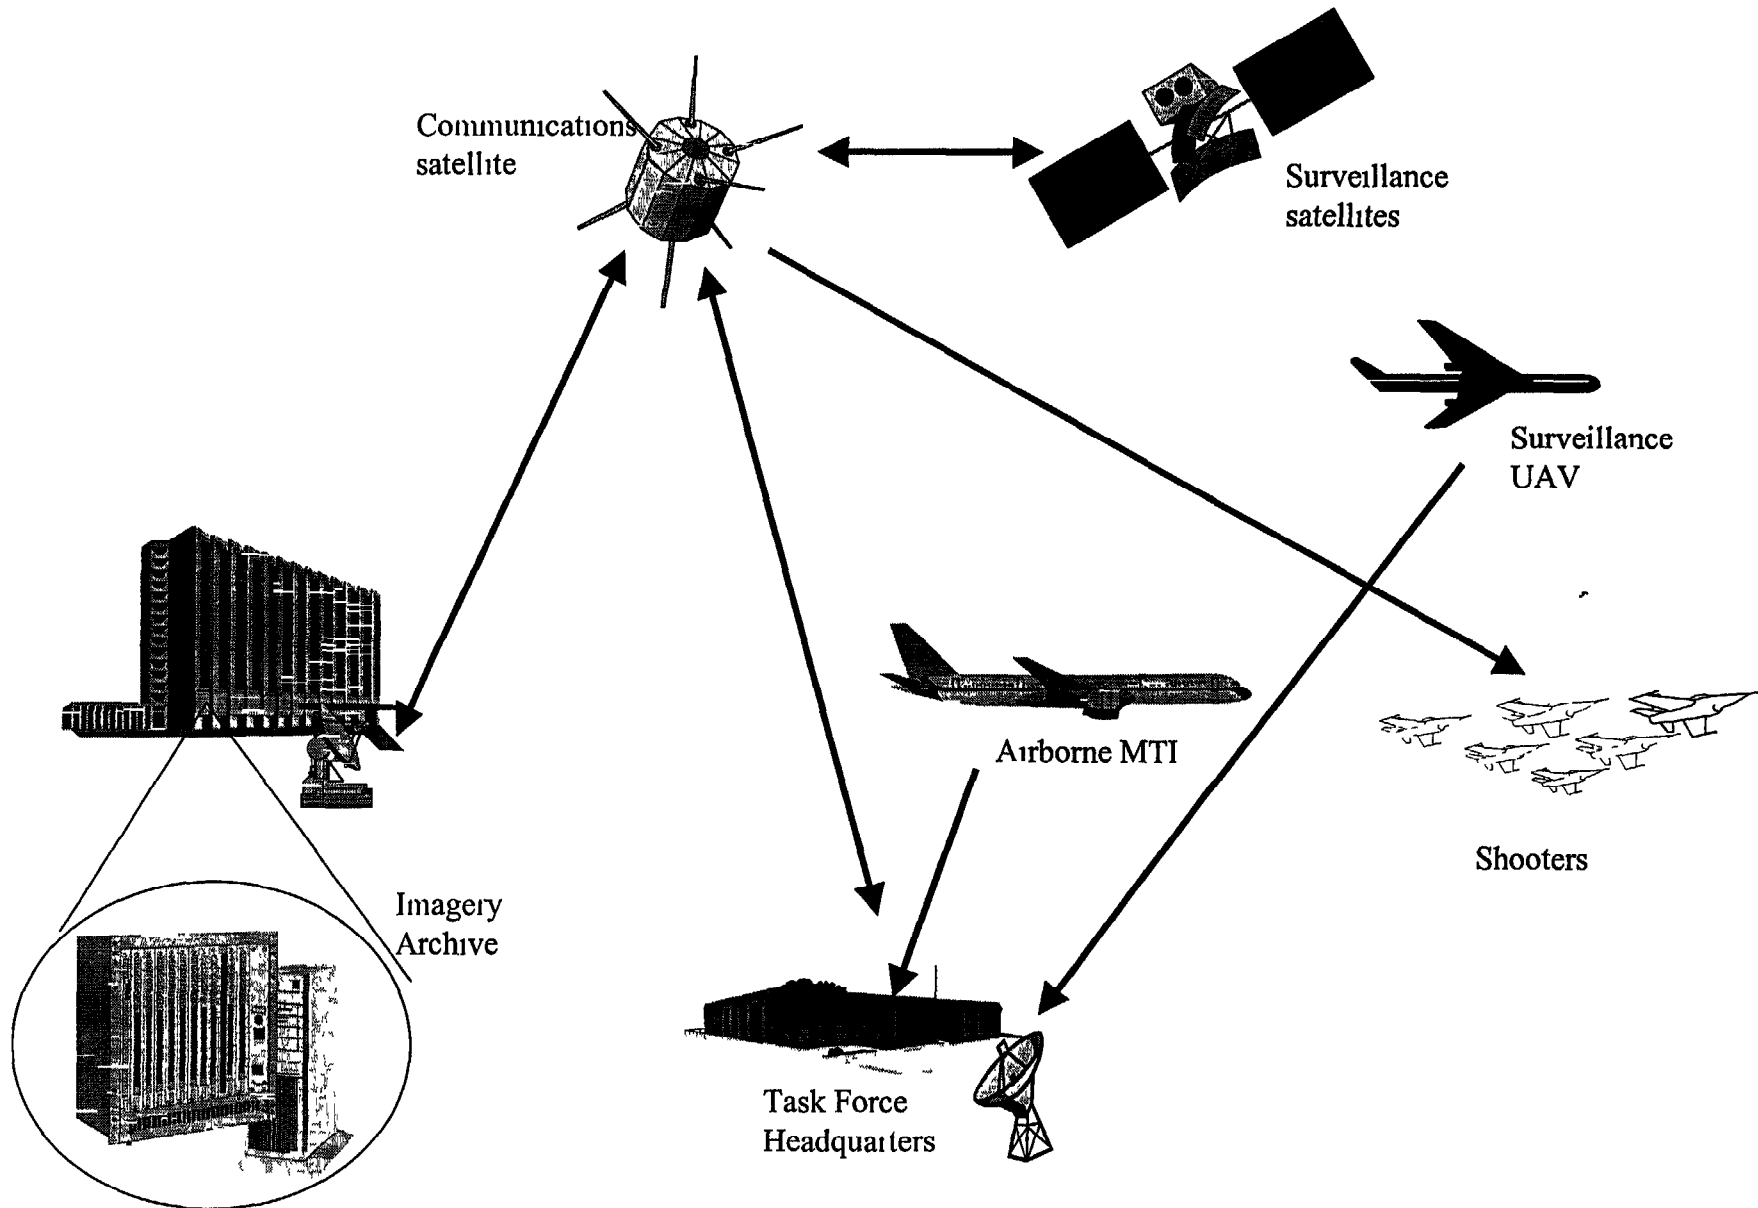 Communications
satellite
Surveillance
satellites
Surveillance
UAV
Airborne MTI
Shooters
Imagery
Archive
Task Force
Headquarters